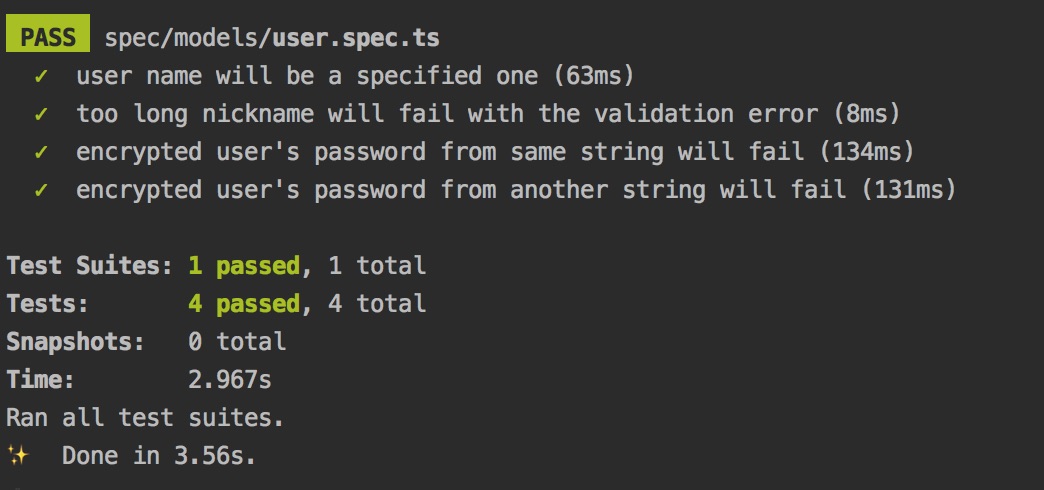 PASS spec/models/user.spec.ts
✓ user name will be a specified one (63ms)
✓ too long nickname will fail with the validation error (8ms)
✓ encrypted user's password from same string will fail (134ms)
✓ encrypted user's password from another string will fail (131ms)
Test Suites: 1 passed, 1 total
Tests: 4 passed, 4 total
Snapshots: 0 total
Time: 2.967s
Ran all test suites.
✨ Done in 3.56s.